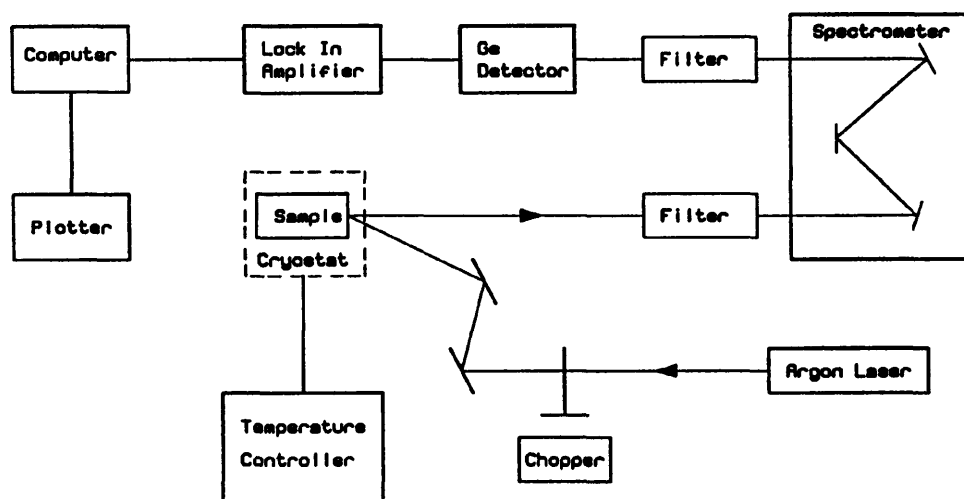 Computer
Lock In
Amplifier
Ge
Detector
Filter
Spectrometer
Plotter
Sample
Cryostat
Filter
Argon Laser
Temperature
Controller
Chopper